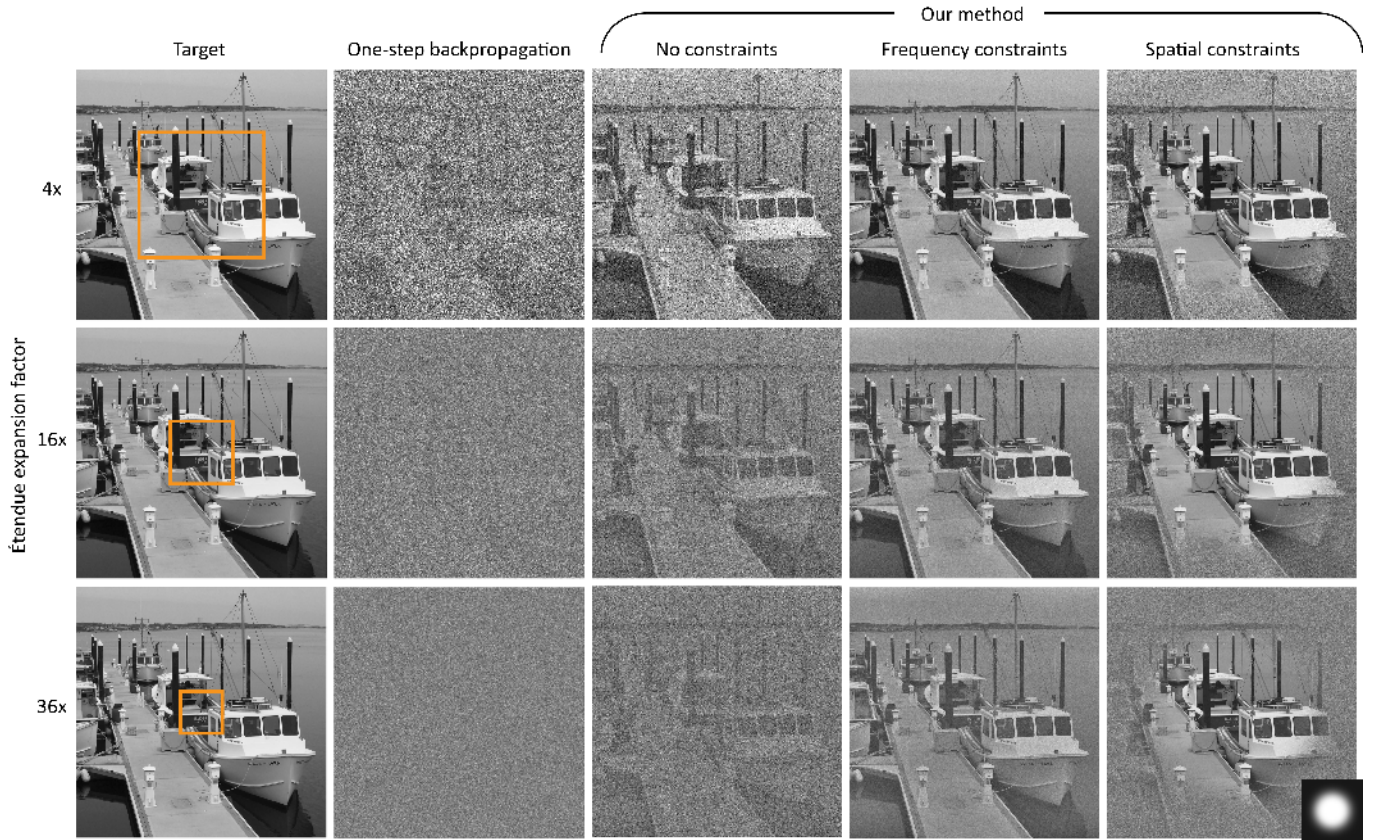 Our method
Target
One-step backpropagation
No constraints
Frequency constraints
Spatial constraints
4x
16x
36x
Étendue expansion factor